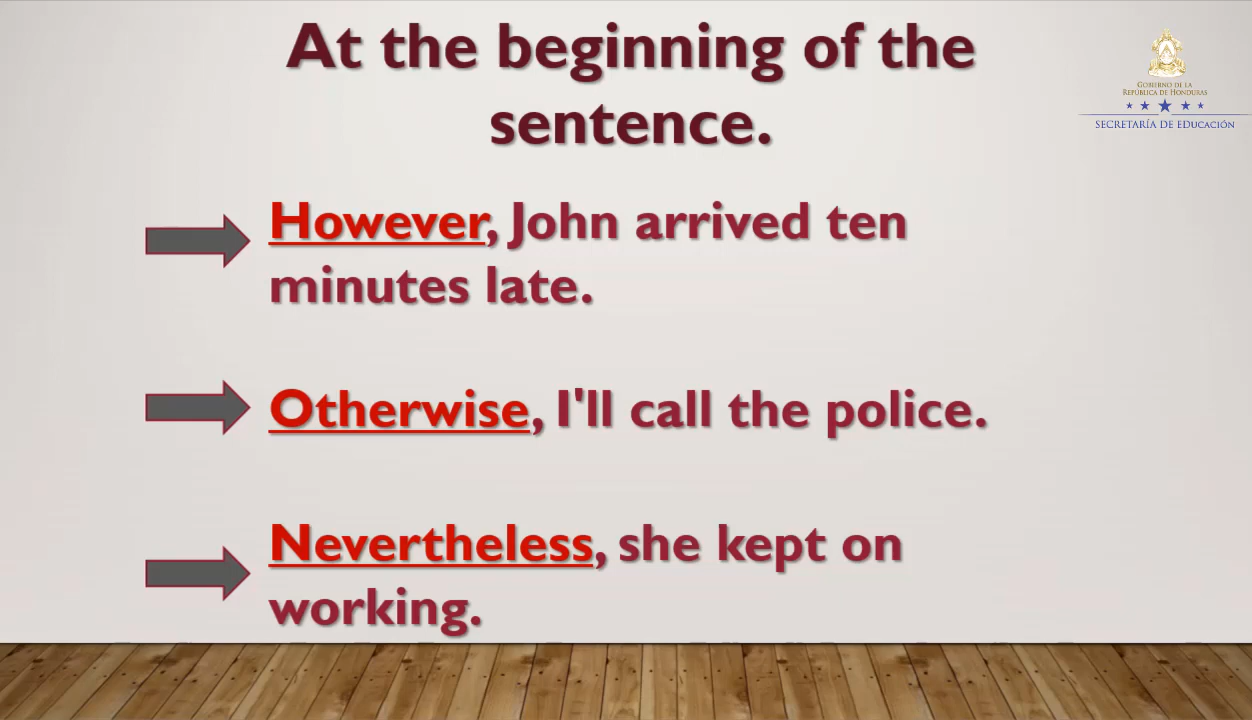 At the beginning of the
sentence.
GOBIERNO DE LA
REPÚBLICA DE HONDURAS
SECRETARÍA DE EDUCACIÓN
However, John arrived ten
minutes late.
Otherwise, I'll call the police.
Nevertheless, she kept on
working.